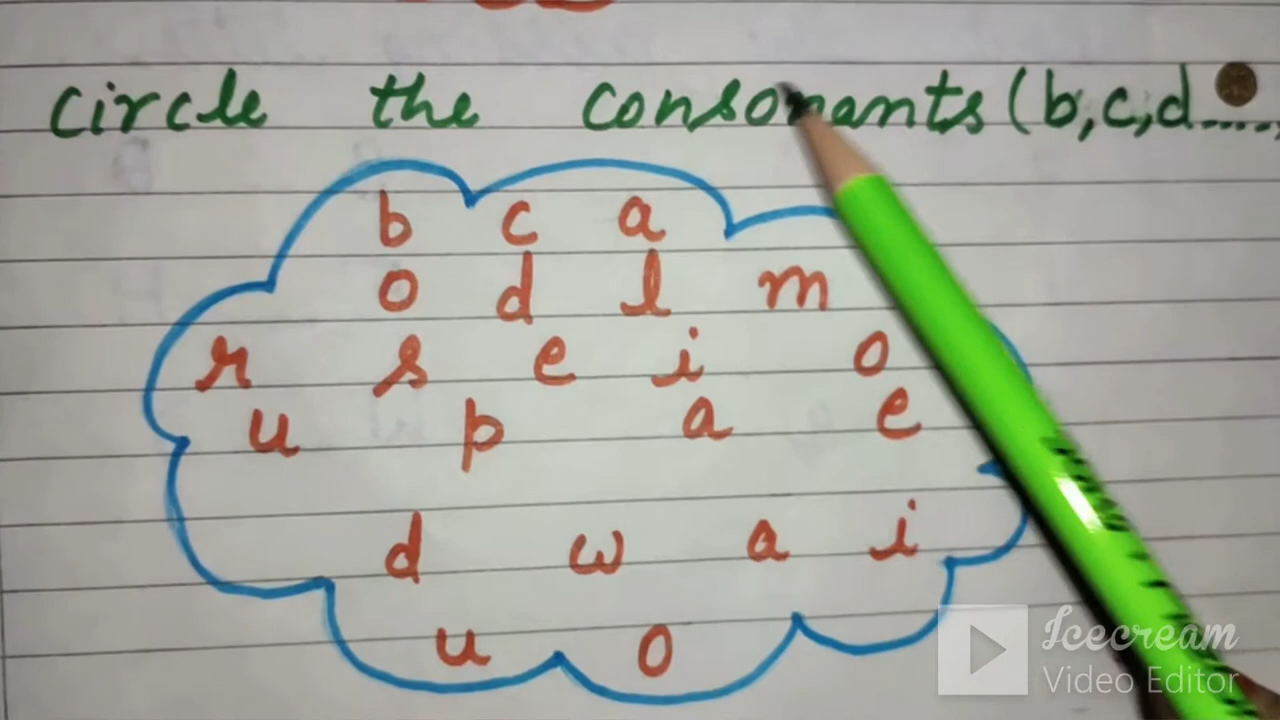 circle the consonants (b,c,d.....,
b c a
o d l m
r s e i o
u p a e
d w a i
u o
Icecream
Video Editor